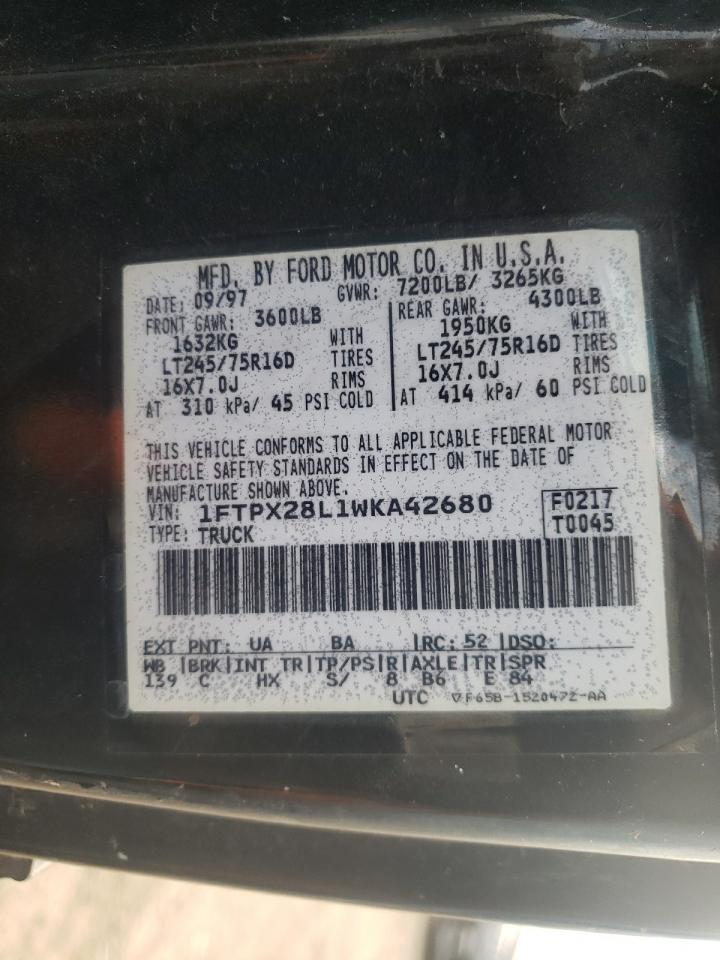 MFD. BY FORD MOTOR CO. IN U.S.A.
DATE: 09/97 GVWR: 7200LB/ 3265KG
FRONT GAWR: 3600LB
1632KG WITH
LT245/75R16D TIRES
16X7.0J RIMS
AT 310 kPa/ 45 PSI COLD
REAR GAWR: 4300LB
1950KG WITH
LT245/75R16D TIRES
16X7.0J RIMS
AT 414 kPa/ 60 PSI COLD
THIS VEHICLE CONFORMS TO ALL APPLICABLE FEDERAL MOTOR
VEHICLE SAFETY STANDARDS IN EFFECT ON THE DATE OF
MANUFACTURE SHOWN ABOVE.
VIN: 1FTPX28L1WKA42680
TYPE: TRUCK
F0217
T0045
EXT PNT: UA BA RC: 52 DSO:
WB BRK INT TR TP/PS R AXLE TR SPR
139 C HX S/ 8 B6 E 84
UTC ▽F65B-1520472-AA